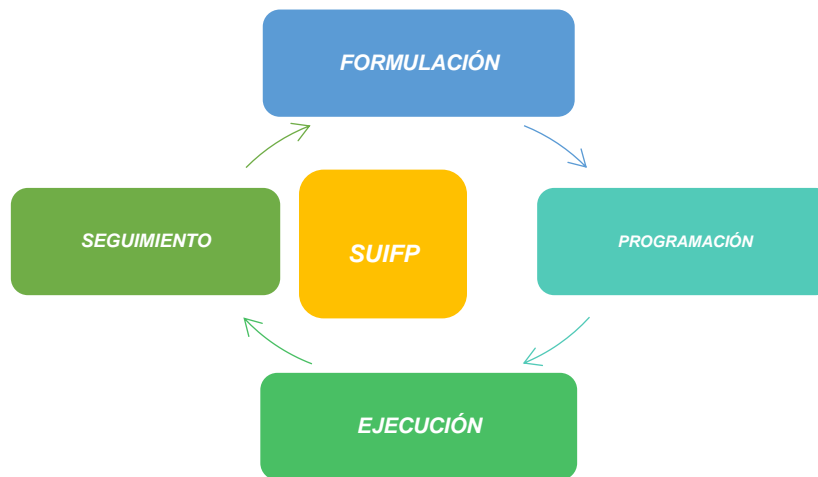 FORMULACIÓN
SEGUIMIENTO
SUIFP
PROGRAMACIÓN
EJECUCIÓN